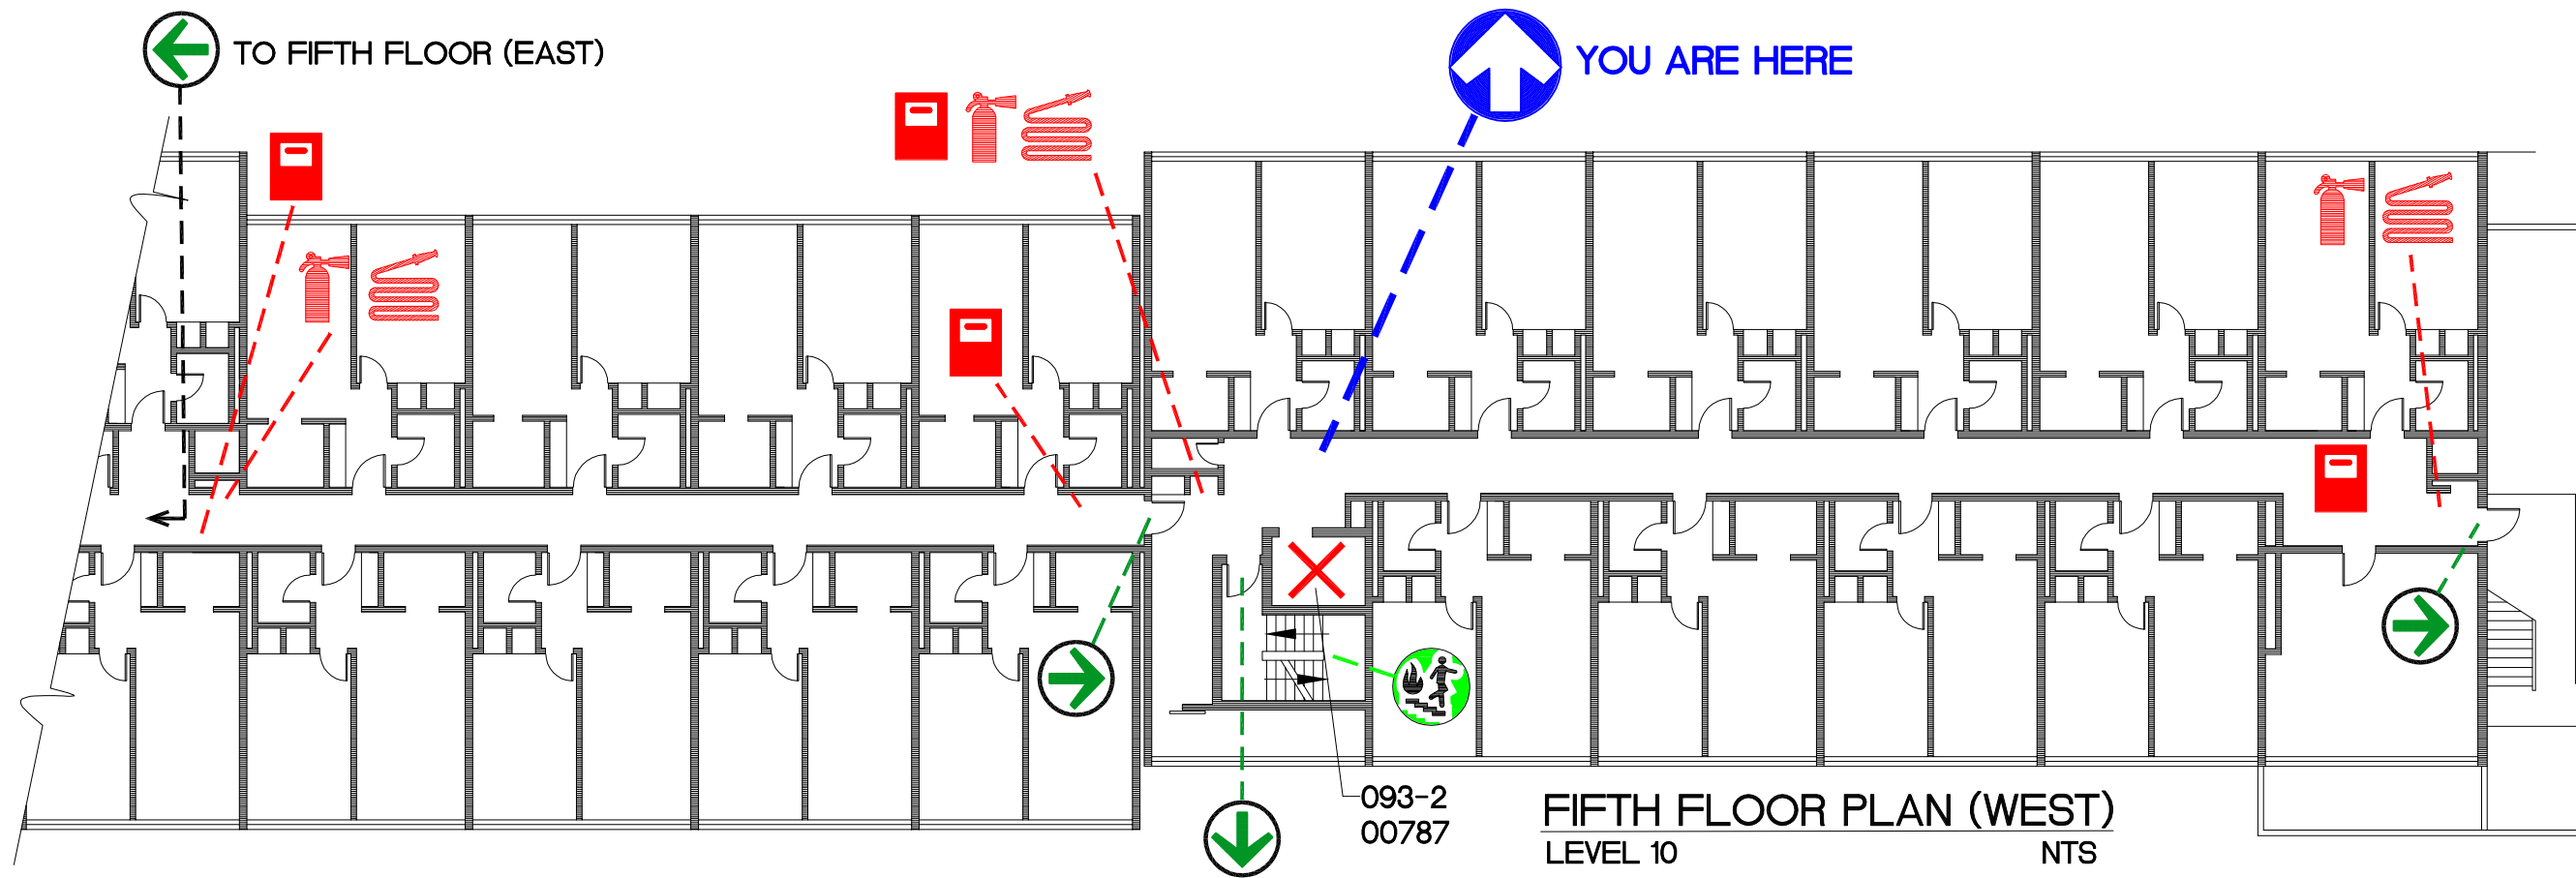 TO FIFTH FLOOR (EAST)
YOU ARE HERE
093-2
00787
FIFTH FLOOR PLAN (WEST)
LEVEL 10 NTS